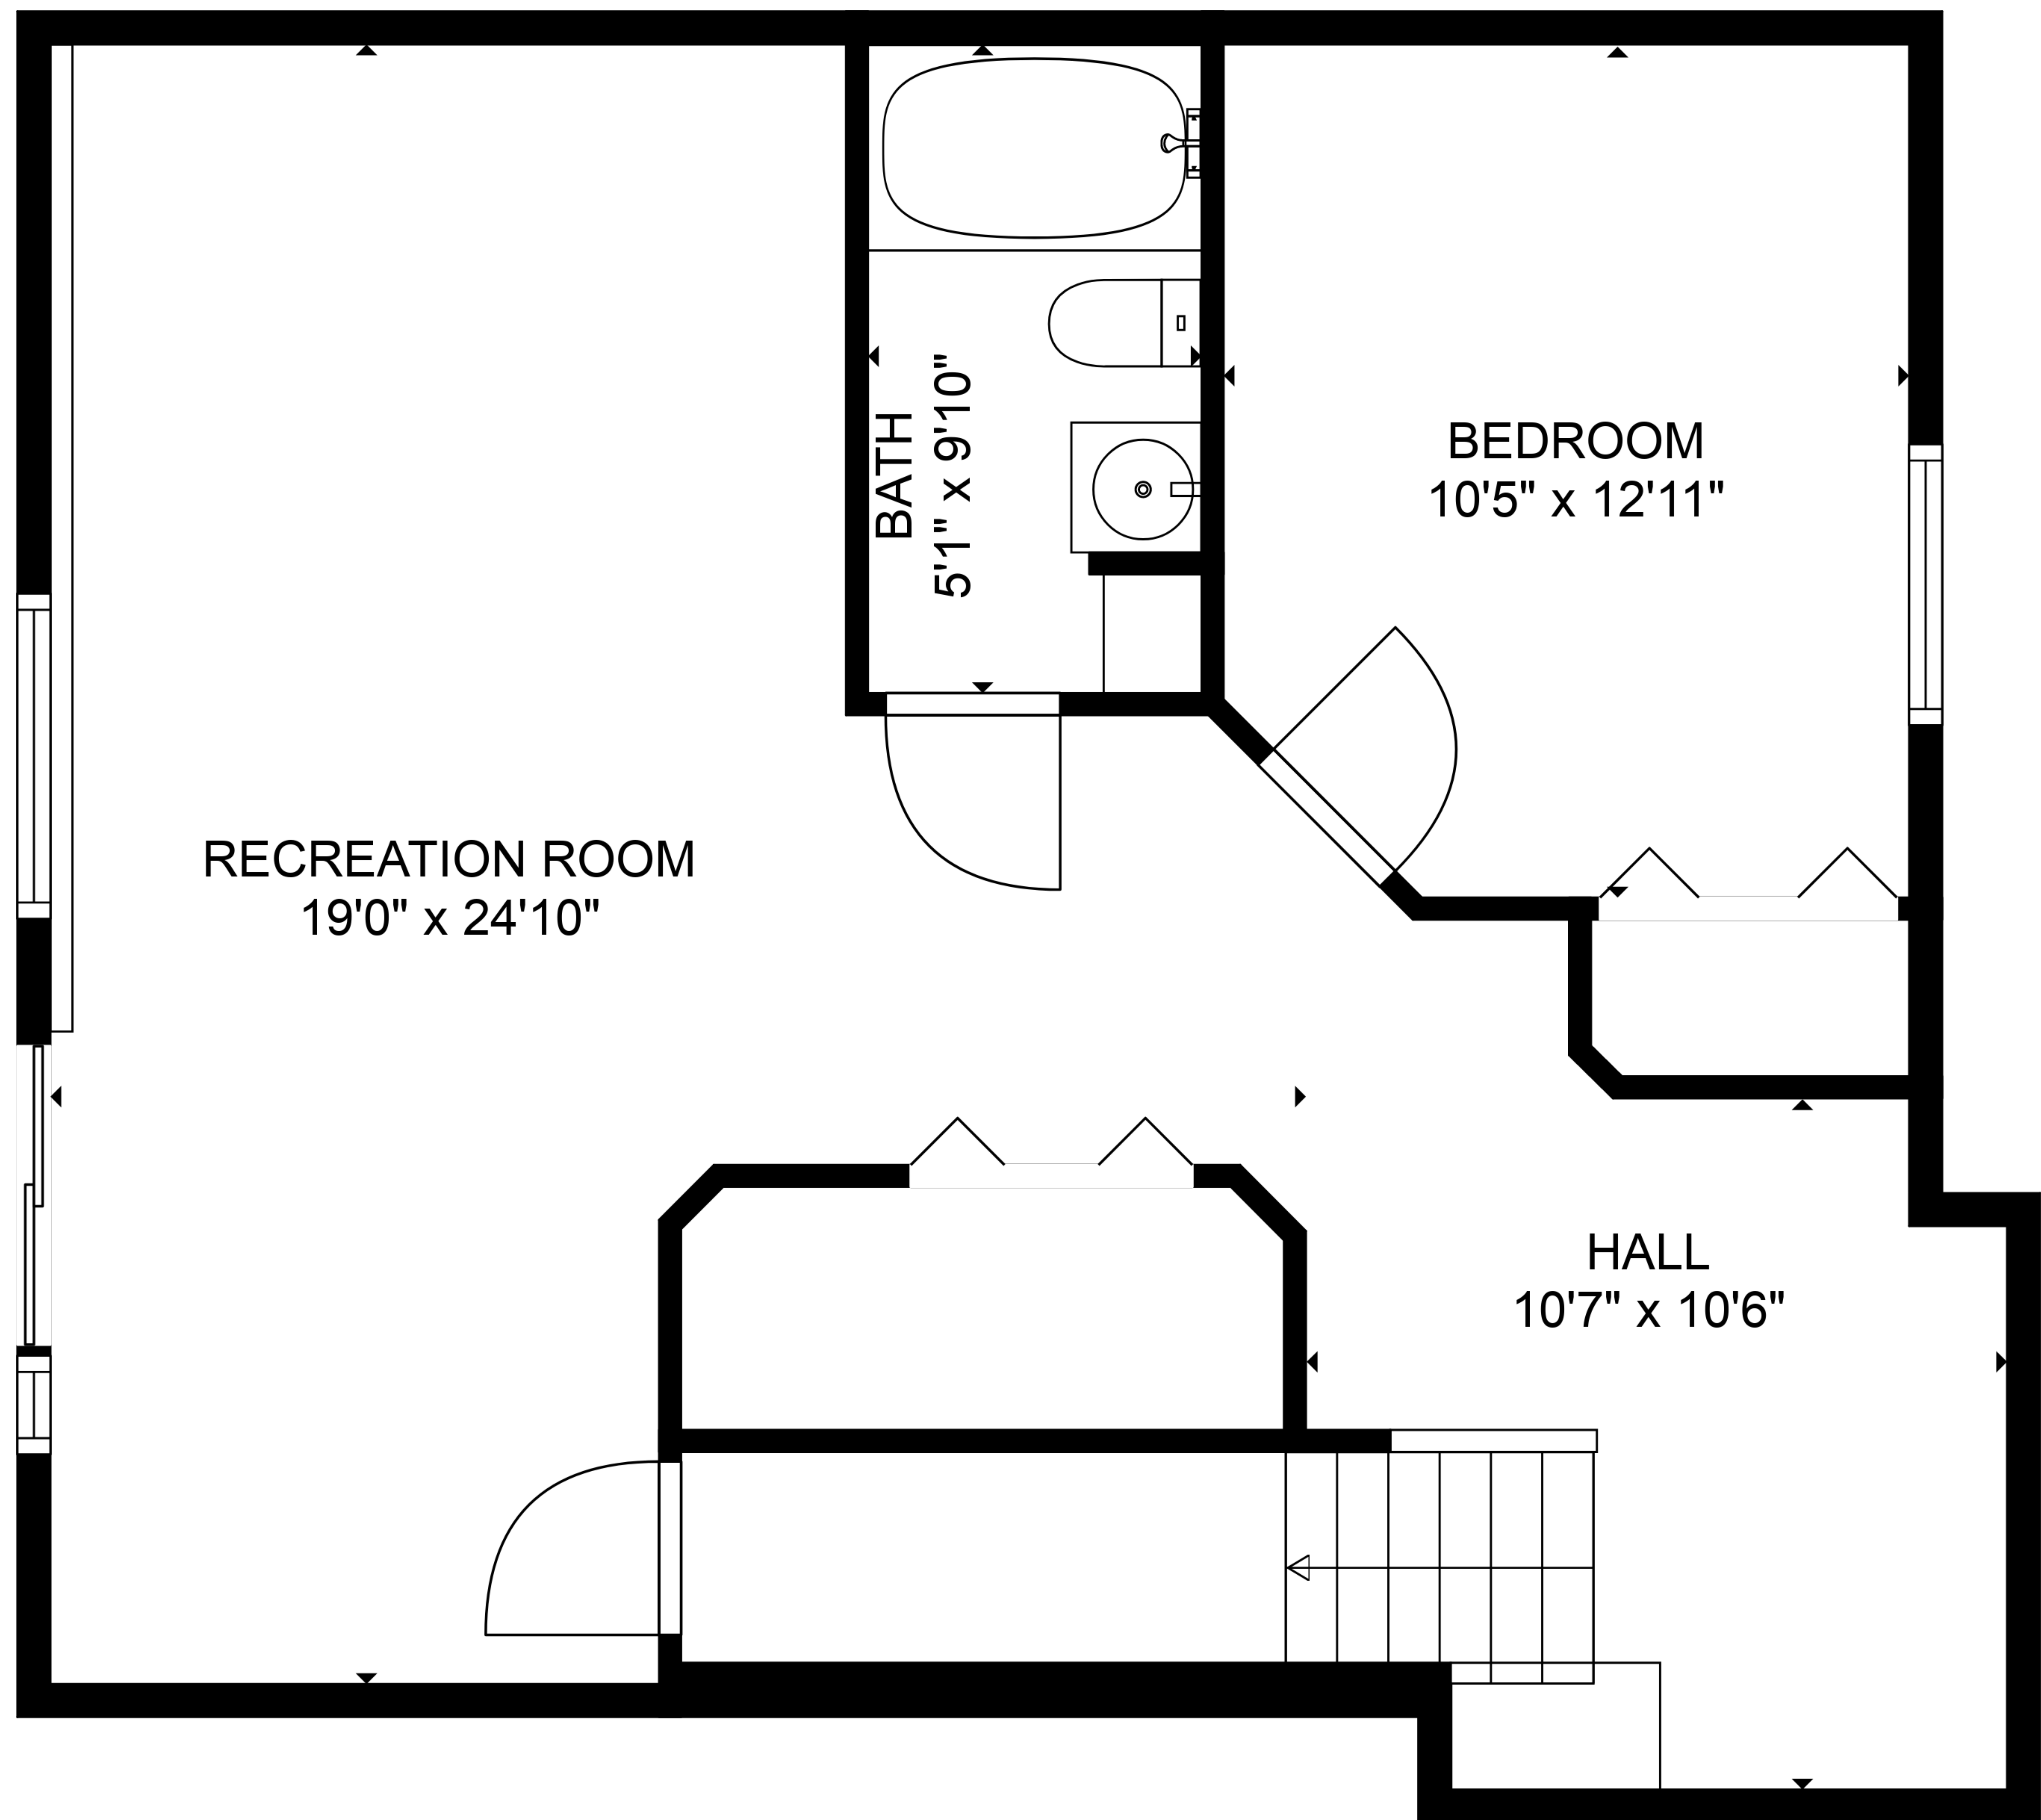 BATH
5'1" x 9'10"
BEDROOM
10'5" x 12'11"
RECREATION ROOM
19'0" x 24'10"
HALL
10'7" x 10'6"